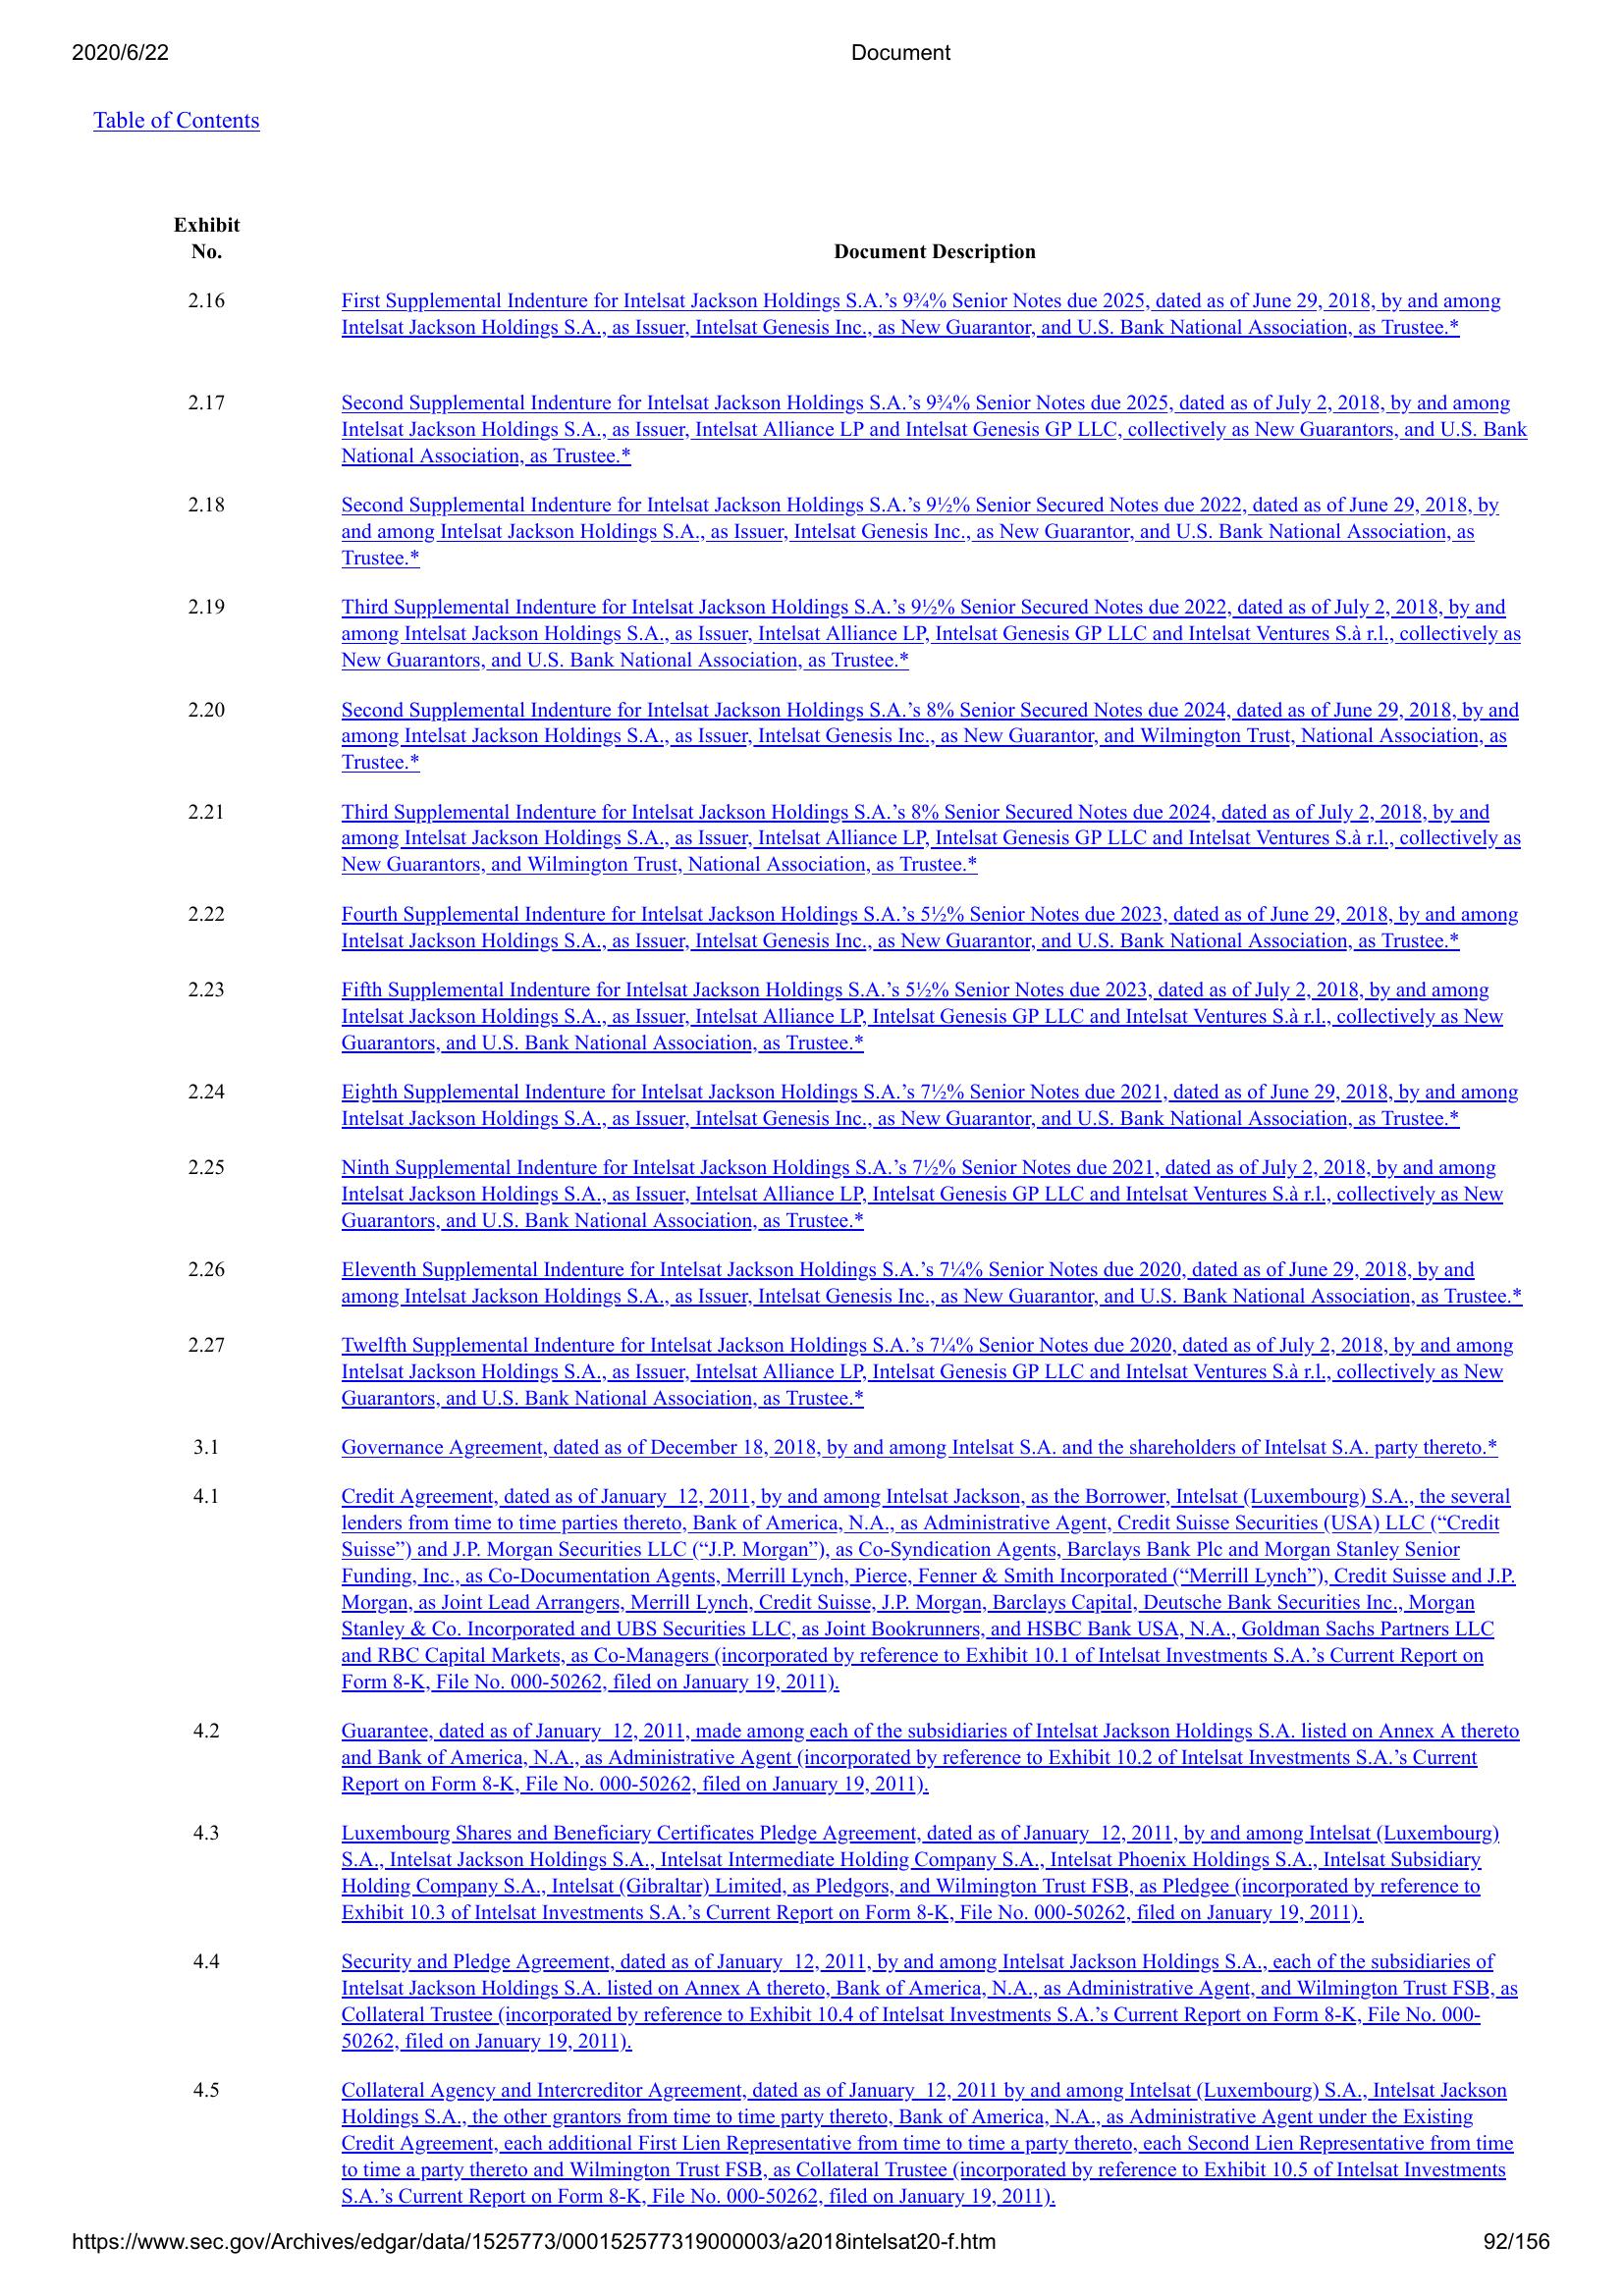 2020/6/22
Document
Table of Contents
Exhibit
No.
Document Description
2.16
First Supplemental Indenture for Intelsat Jackson Holdings S.A.’s 9¾% Senior Notes due 2025, dated as of June 29, 2018, by and among
Intelsat Jackson Holdings S.A., as Issuer, Intelsat Genesis Inc., as New Guarantor, and U.S. Bank National Association, as Trustee.*
2.17
Second Supplemental Indenture for Intelsat Jackson Holdings S.A.’s 9¾% Senior Notes due 2025, dated as of July 2, 2018, by and among
Intelsat Jackson Holdings S.A., as Issuer, Intelsat Alliance LP and Intelsat Genesis GP LLC, collectively as New Guarantors, and U.S. Bank
National Association, as Trustee.*
2.18
Second Supplemental Indenture for Intelsat Jackson Holdings S.A.’s 9½% Senior Secured Notes due 2022, dated as of June 29, 2018, by
and among Intelsat Jackson Holdings S.A., as Issuer, Intelsat Genesis Inc., as New Guarantor, and U.S. Bank National Association, as
Trustee.*
2.19
Third Supplemental Indenture for Intelsat Jackson Holdings S.A.’s 9½% Senior Secured Notes due 2022, dated as of July 2, 2018, by and
among Intelsat Jackson Holdings S.A., as Issuer, Intelsat Alliance LP, Intelsat Genesis GP LLC and Intelsat Ventures S.à r.l., collectively as
New Guarantors, and U.S. Bank National Association, as Trustee.*
2.20
Second Supplemental Indenture for Intelsat Jackson Holdings S.A.’s 8% Senior Secured Notes due 2024, dated as of June 29, 2018, by and
among Intelsat Jackson Holdings S.A., as Issuer, Intelsat Genesis Inc., as New Guarantor, and Wilmington Trust, National Association, as
Trustee.*
2.21
Third Supplemental Indenture for Intelsat Jackson Holdings S.A.’s 8% Senior Secured Notes due 2024, dated as of July 2, 2018, by and
among Intelsat Jackson Holdings S.A., as Issuer, Intelsat Alliance LP, Intelsat Genesis GP LLC and Intelsat Ventures S.à r.l., collectively as
New Guarantors, and Wilmington Trust, National Association, as Trustee.*
2.22
Fourth Supplemental Indenture for Intelsat Jackson Holdings S.A.’s 5½% Senior Notes due 2023, dated as of June 29, 2018, by and among
Intelsat Jackson Holdings S.A., as Issuer, Intelsat Genesis Inc., as New Guarantor, and U.S. Bank National Association, as Trustee.*
2.23
Fifth Supplemental Indenture for Intelsat Jackson Holdings S.A.’s 5½% Senior Notes due 2023, dated as of July 2, 2018, by and among
Intelsat Jackson Holdings S.A., as Issuer, Intelsat Alliance LP, Intelsat Genesis GP LLC and Intelsat Ventures S.à r.l., collectively as New
Guarantors, and U.S. Bank National Association, as Trustee.*
2.24
Eighth Supplemental Indenture for Intelsat Jackson Holdings S.A.’s 7½% Senior Notes due 2021, dated as of June 29, 2018, by and among
Intelsat Jackson Holdings S.A., as Issuer, Intelsat Genesis Inc., as New Guarantor, and U.S. Bank National Association, as Trustee.*
2.25
Ninth Supplemental Indenture for Intelsat Jackson Holdings S.A.’s 7½% Senior Notes due 2021, dated as of July 2, 2018, by and among
Intelsat Jackson Holdings S.A., as Issuer, Intelsat Alliance LP, Intelsat Genesis GP LLC and Intelsat Ventures S.à r.l., collectively as New
Guarantors, and U.S. Bank National Association, as Trustee.*
2.26
Eleventh Supplemental Indenture for Intelsat Jackson Holdings S.A.’s 7¼% Senior Notes due 2020, dated as of June 29, 2018, by and
among Intelsat Jackson Holdings S.A., as Issuer, Intelsat Genesis Inc., as New Guarantor, and U.S. Bank National Association, as Trustee.*
2.27
Twelfth Supplemental Indenture for Intelsat Jackson Holdings S.A.’s 7¼% Senior Notes due 2020, dated as of July 2, 2018, by and among
Intelsat Jackson Holdings S.A., as Issuer, Intelsat Alliance LP, Intelsat Genesis GP LLC and Intelsat Ventures S.à r.l., collectively as New
Guarantors, and U.S. Bank National Association, as Trustee.*
3.1
Governance Agreement, dated as of December 18, 2018, by and among Intelsat S.A. and the shareholders of Intelsat S.A. party thereto.*
4.1
Credit Agreement, dated as of January  12, 2011, by and among Intelsat Jackson, as the Borrower, Intelsat (Luxembourg) S.A., the several
lenders from time to time parties thereto, Bank of America, N.A., as Administrative Agent, Credit Suisse Securities (USA) LLC (“Credit
Suisse”) and J.P. Morgan Securities LLC (“J.P. Morgan”), as Co-Syndication Agents, Barclays Bank Plc and Morgan Stanley Senior
Funding, Inc., as Co-Documentation Agents, Merrill Lynch, Pierce, Fenner & Smith Incorporated (“Merrill Lynch”), Credit Suisse and J.P.
Morgan, as Joint Lead Arrangers, Merrill Lynch, Credit Suisse, J.P. Morgan, Barclays Capital, Deutsche Bank Securities Inc., Morgan
Stanley & Co. Incorporated and UBS Securities LLC, as Joint Bookrunners, and HSBC Bank USA, N.A., Goldman Sachs Partners LLC
and RBC Capital Markets, as Co-Managers (incorporated by reference to Exhibit 10.1 of Intelsat Investments S.A.’s Current Report on
Form 8-K, File No. 000-50262, filed on January 19, 2011).
4.2
Guarantee, dated as of January  12, 2011, made among each of the subsidiaries of Intelsat Jackson Holdings S.A. listed on Annex A thereto
and Bank of America, N.A., as Administrative Agent (incorporated by reference to Exhibit 10.2 of Intelsat Investments S.A.’s Current
Report on Form 8-K, File No. 000-50262, filed on January 19, 2011).
4.3
Luxembourg Shares and Beneficiary Certificates Pledge Agreement, dated as of January  12, 2011, by and among Intelsat (Luxembourg)
S.A., Intelsat Jackson Holdings S.A., Intelsat Intermediate Holding Company S.A., Intelsat Phoenix Holdings S.A., Intelsat Subsidiary
Holding Company S.A., Intelsat (Gibraltar) Limited, as Pledgors, and Wilmington Trust FSB, as Pledgee (incorporated by reference to
Exhibit 10.3 of Intelsat Investments S.A.’s Current Report on Form 8-K, File No. 000-50262, filed on January 19, 2011).
4.4
Security and Pledge Agreement, dated as of January  12, 2011, by and among Intelsat Jackson Holdings S.A., each of the subsidiaries of
Intelsat Jackson Holdings S.A. listed on Annex A thereto, Bank of America, N.A., as Administrative Agent, and Wilmington Trust FSB, as
Collateral Trustee (incorporated by reference to Exhibit 10.4 of Intelsat Investments S.A.’s Current Report on Form 8-K, File No. 000-
50262, filed on January 19, 2011).
4.5
Collateral Agency and Intercreditor Agreement, dated as of January  12, 2011 by and among Intelsat (Luxembourg) S.A., Intelsat Jackson
Holdings S.A., the other grantors from time to time party thereto, Bank of America, N.A., as Administrative Agent under the Existing
Credit Agreement, each additional First Lien Representative from time to time a party thereto, each Second Lien Representative from time
to time a party thereto and Wilmington Trust FSB, as Collateral Trustee (incorporated by reference to Exhibit 10.5 of Intelsat Investments
S.A.’s Current Report on Form 8-K, File No. 000-50262, filed on January 19, 2011).
https://www.sec.gov/Archives/edgar/data/1525773/000152577319000003/a2018intelsat20-f.htm
92/156